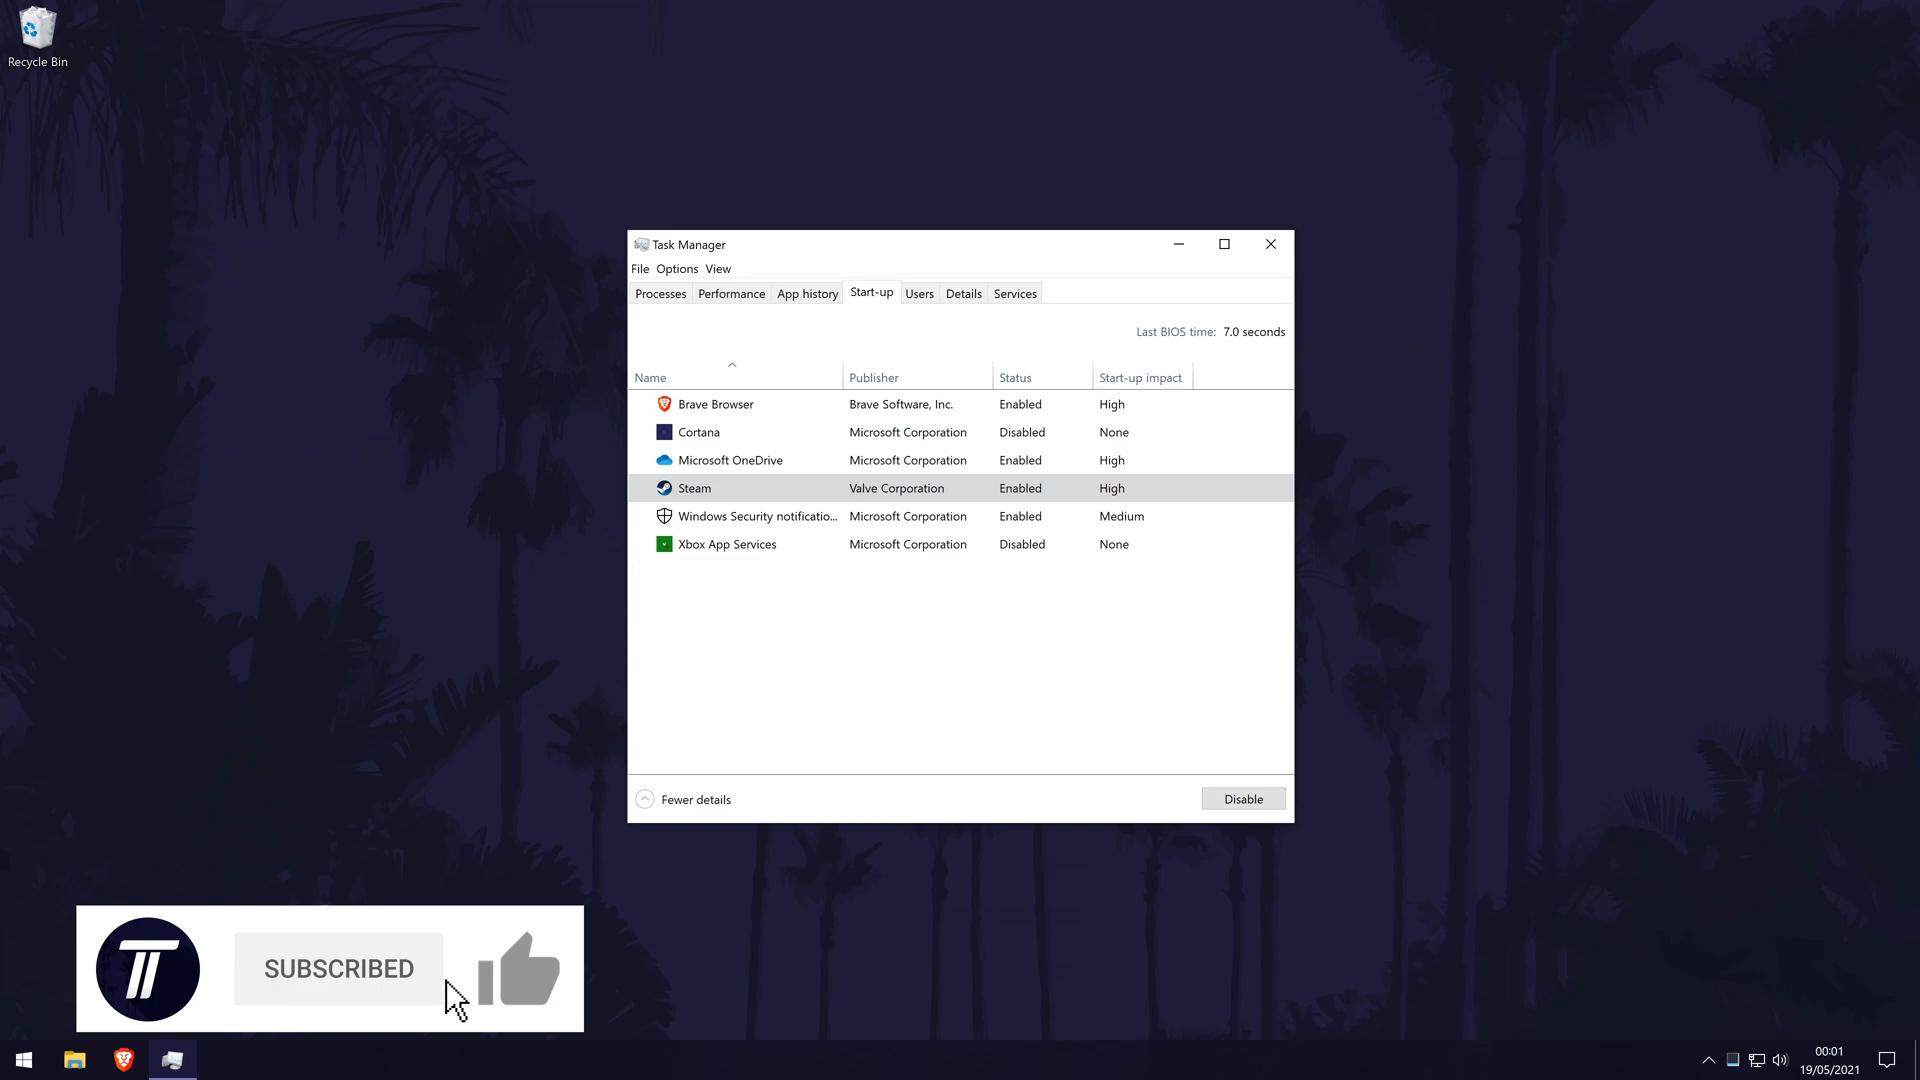 Recycle Bin
Task Manager
File Options View
Processes Performance App history Start-up Users Details Services
Last BIOS time: 7.0 seconds
Name Publisher Status Start-up impact
Brave Browser Brave Software, Inc. Enabled High
Cortana Microsoft Corporation Disabled None
Microsoft OneDrive Microsoft Corporation Enabled High
Steam Valve Corporation Enabled High
Windows Security notificatio... Microsoft Corporation Enabled Medium
Xbox App Services Microsoft Corporation Disabled None
Fewer details Disable
SUBSCRIBED
00:01
19/05/2021